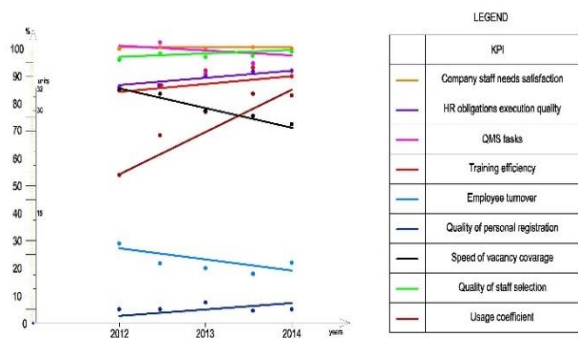 %
100
90
units
32
80
30
70
60
50
40
15
30
20
10
5
0
2012
2013
2014
years
LEGEND
KPI
Company staff needs satisfaction
HR obligations execution quality
QMS tasks
Training efficiency
Employee turnover
Quality of personal registration
Speed of vacancy covarage
Quality of staff selection
Usage coefficient